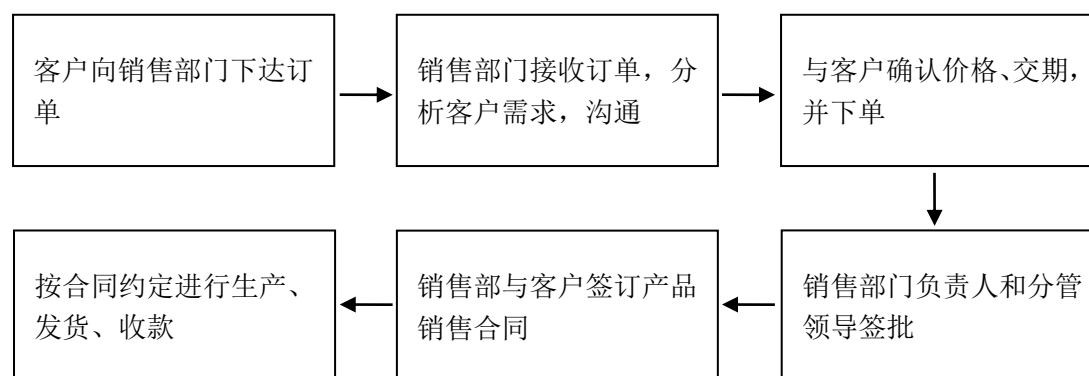 客户向销售部门下达订
单
销售部门接收订单，分
析客户需求，沟通
与客户确认价格、交期，
并下单
销售部门负责人和分管
领导签批
销售部与客户签订产品
销售合同
按合同约定进行生产、
发货、收款